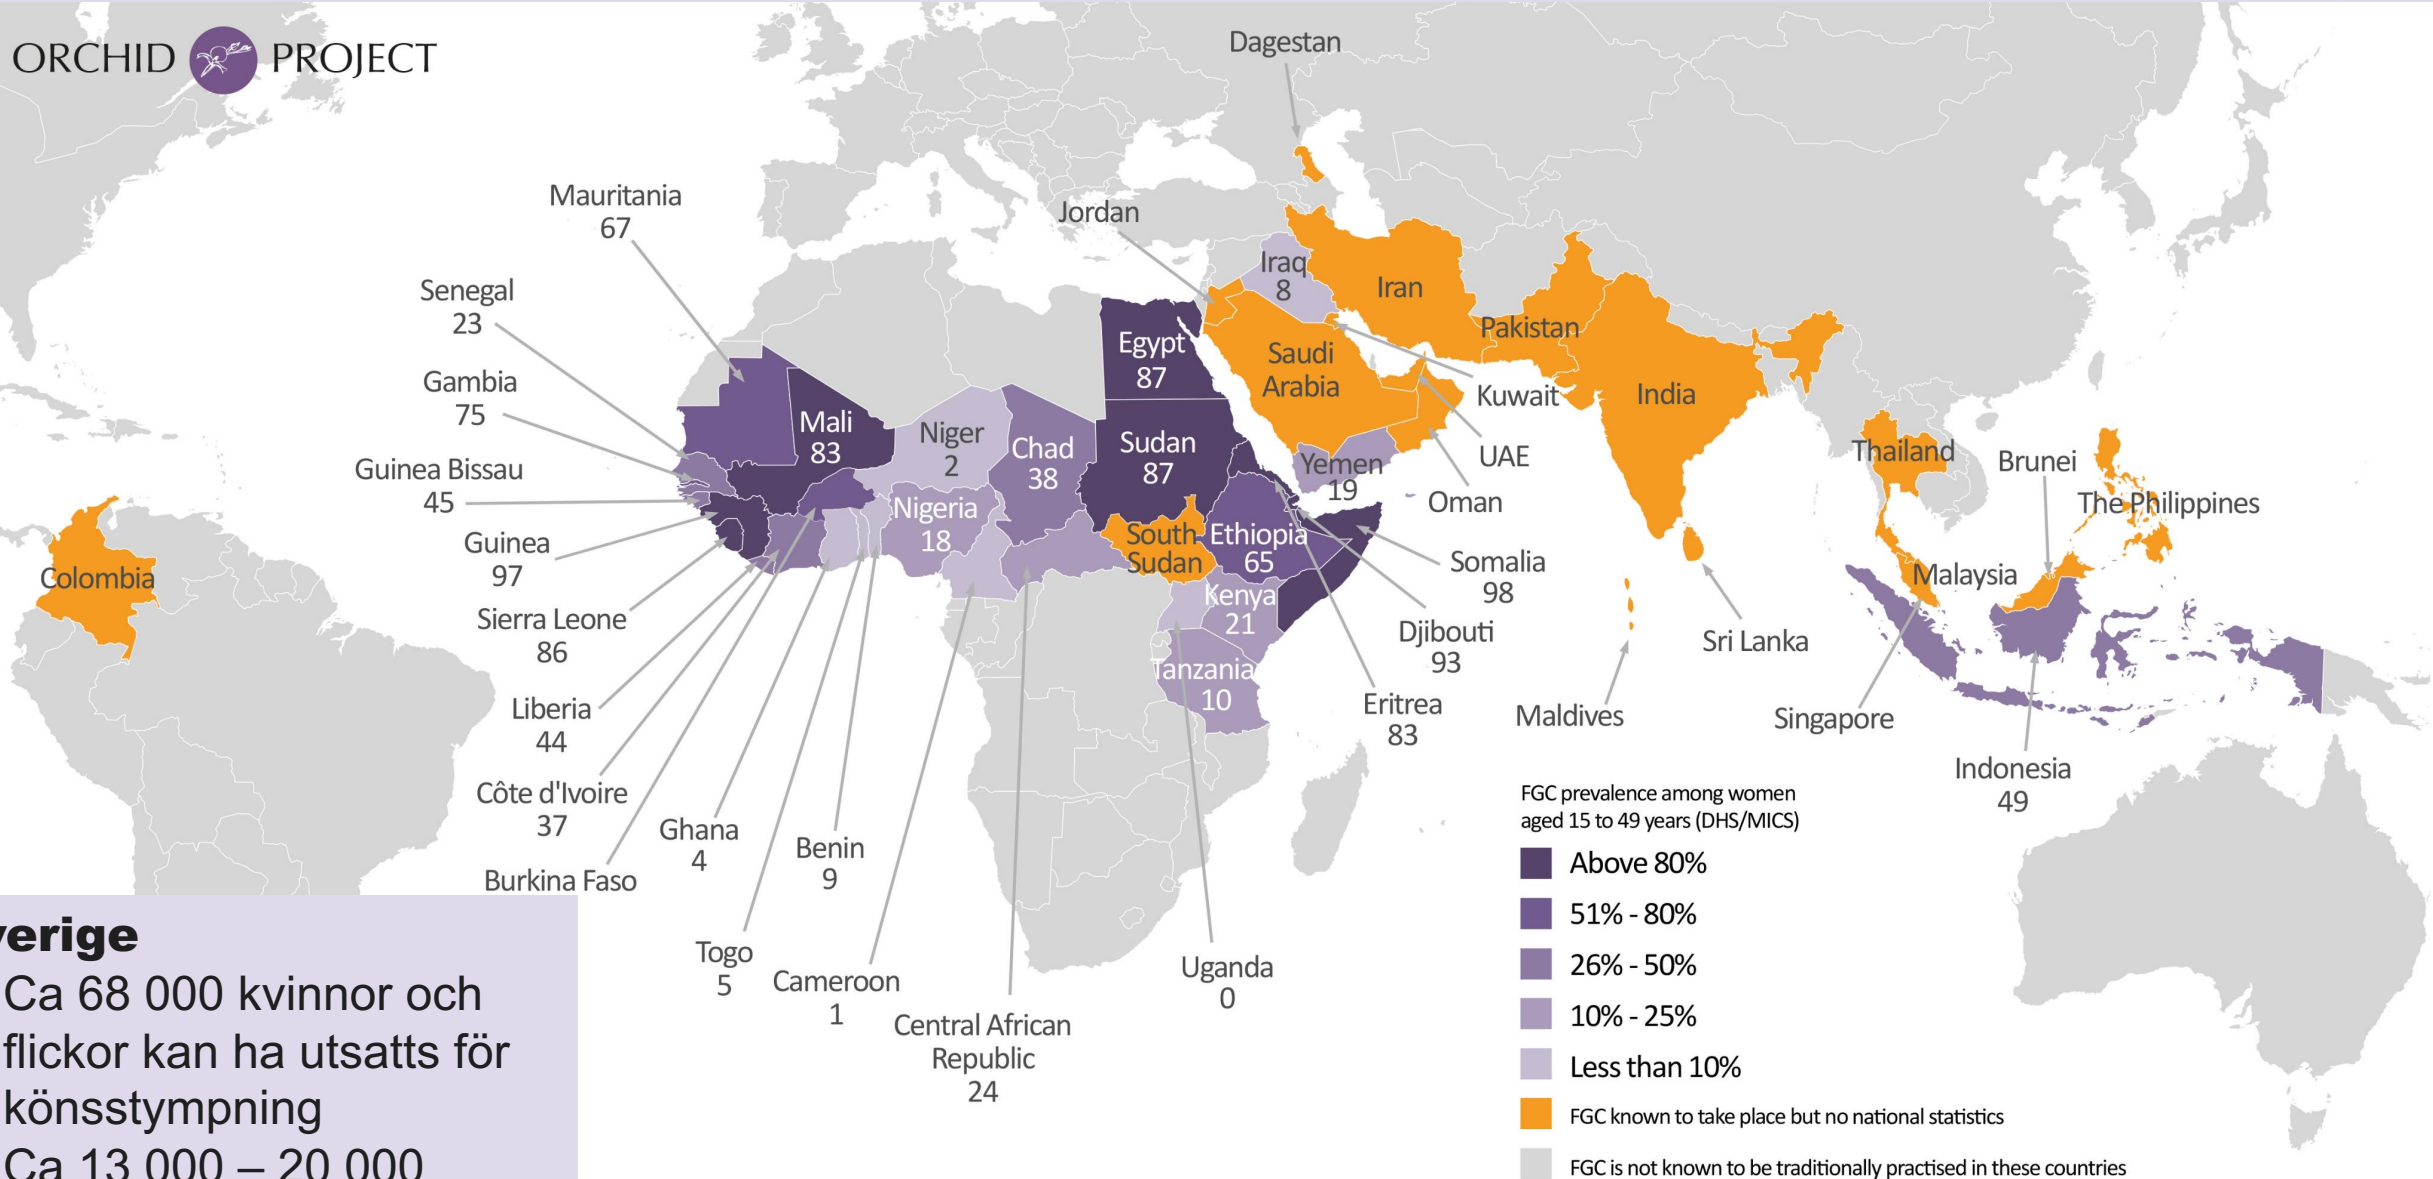 ORCHID PROJECT
Dagestan
Mauritania
67
Jordan
Senegal
23
Iraq
8
Iran
Pakistan
Egypt
87
Saudi
Arabia
Gambia
75
Kuwait
India
Mali
83
Niger
2
Chad
38
Sudan
87
Yemen
19
UAE
Oman
Thailand
Brunei
The Philippines
Guinea Bissau
45
Nigeria
18
South
Sudan
Ethiopia
65
Guinea
97
Somalia
98
Colombia
Malaysia
Kenya
21
Sierra Leone
86
Djibouti
93
Sri Lanka
Tanzania
10
Liberia
44
Eritrea
83
Maldives
Singapore
Indonesia
49
Côte d'Ivoire
37
Ghana
4
Benin
9
Burkina Faso
Togo
5
Cameroon
1
Uganda
0
Central African
Republic
24
FGC prevalence among women
aged 15 to 49 years (DHS/MICS)
Above 80%
51% - 80%
26% - 50%
10% - 25%
Less than 10%
FGC known to take place but no national statistics
FGC is not known to be traditionally practised in these countries
verige
Ca 68 000 kvinnor och
flickor kan ha utsatts för
könsstympning
Ca 13 000 – 20 000